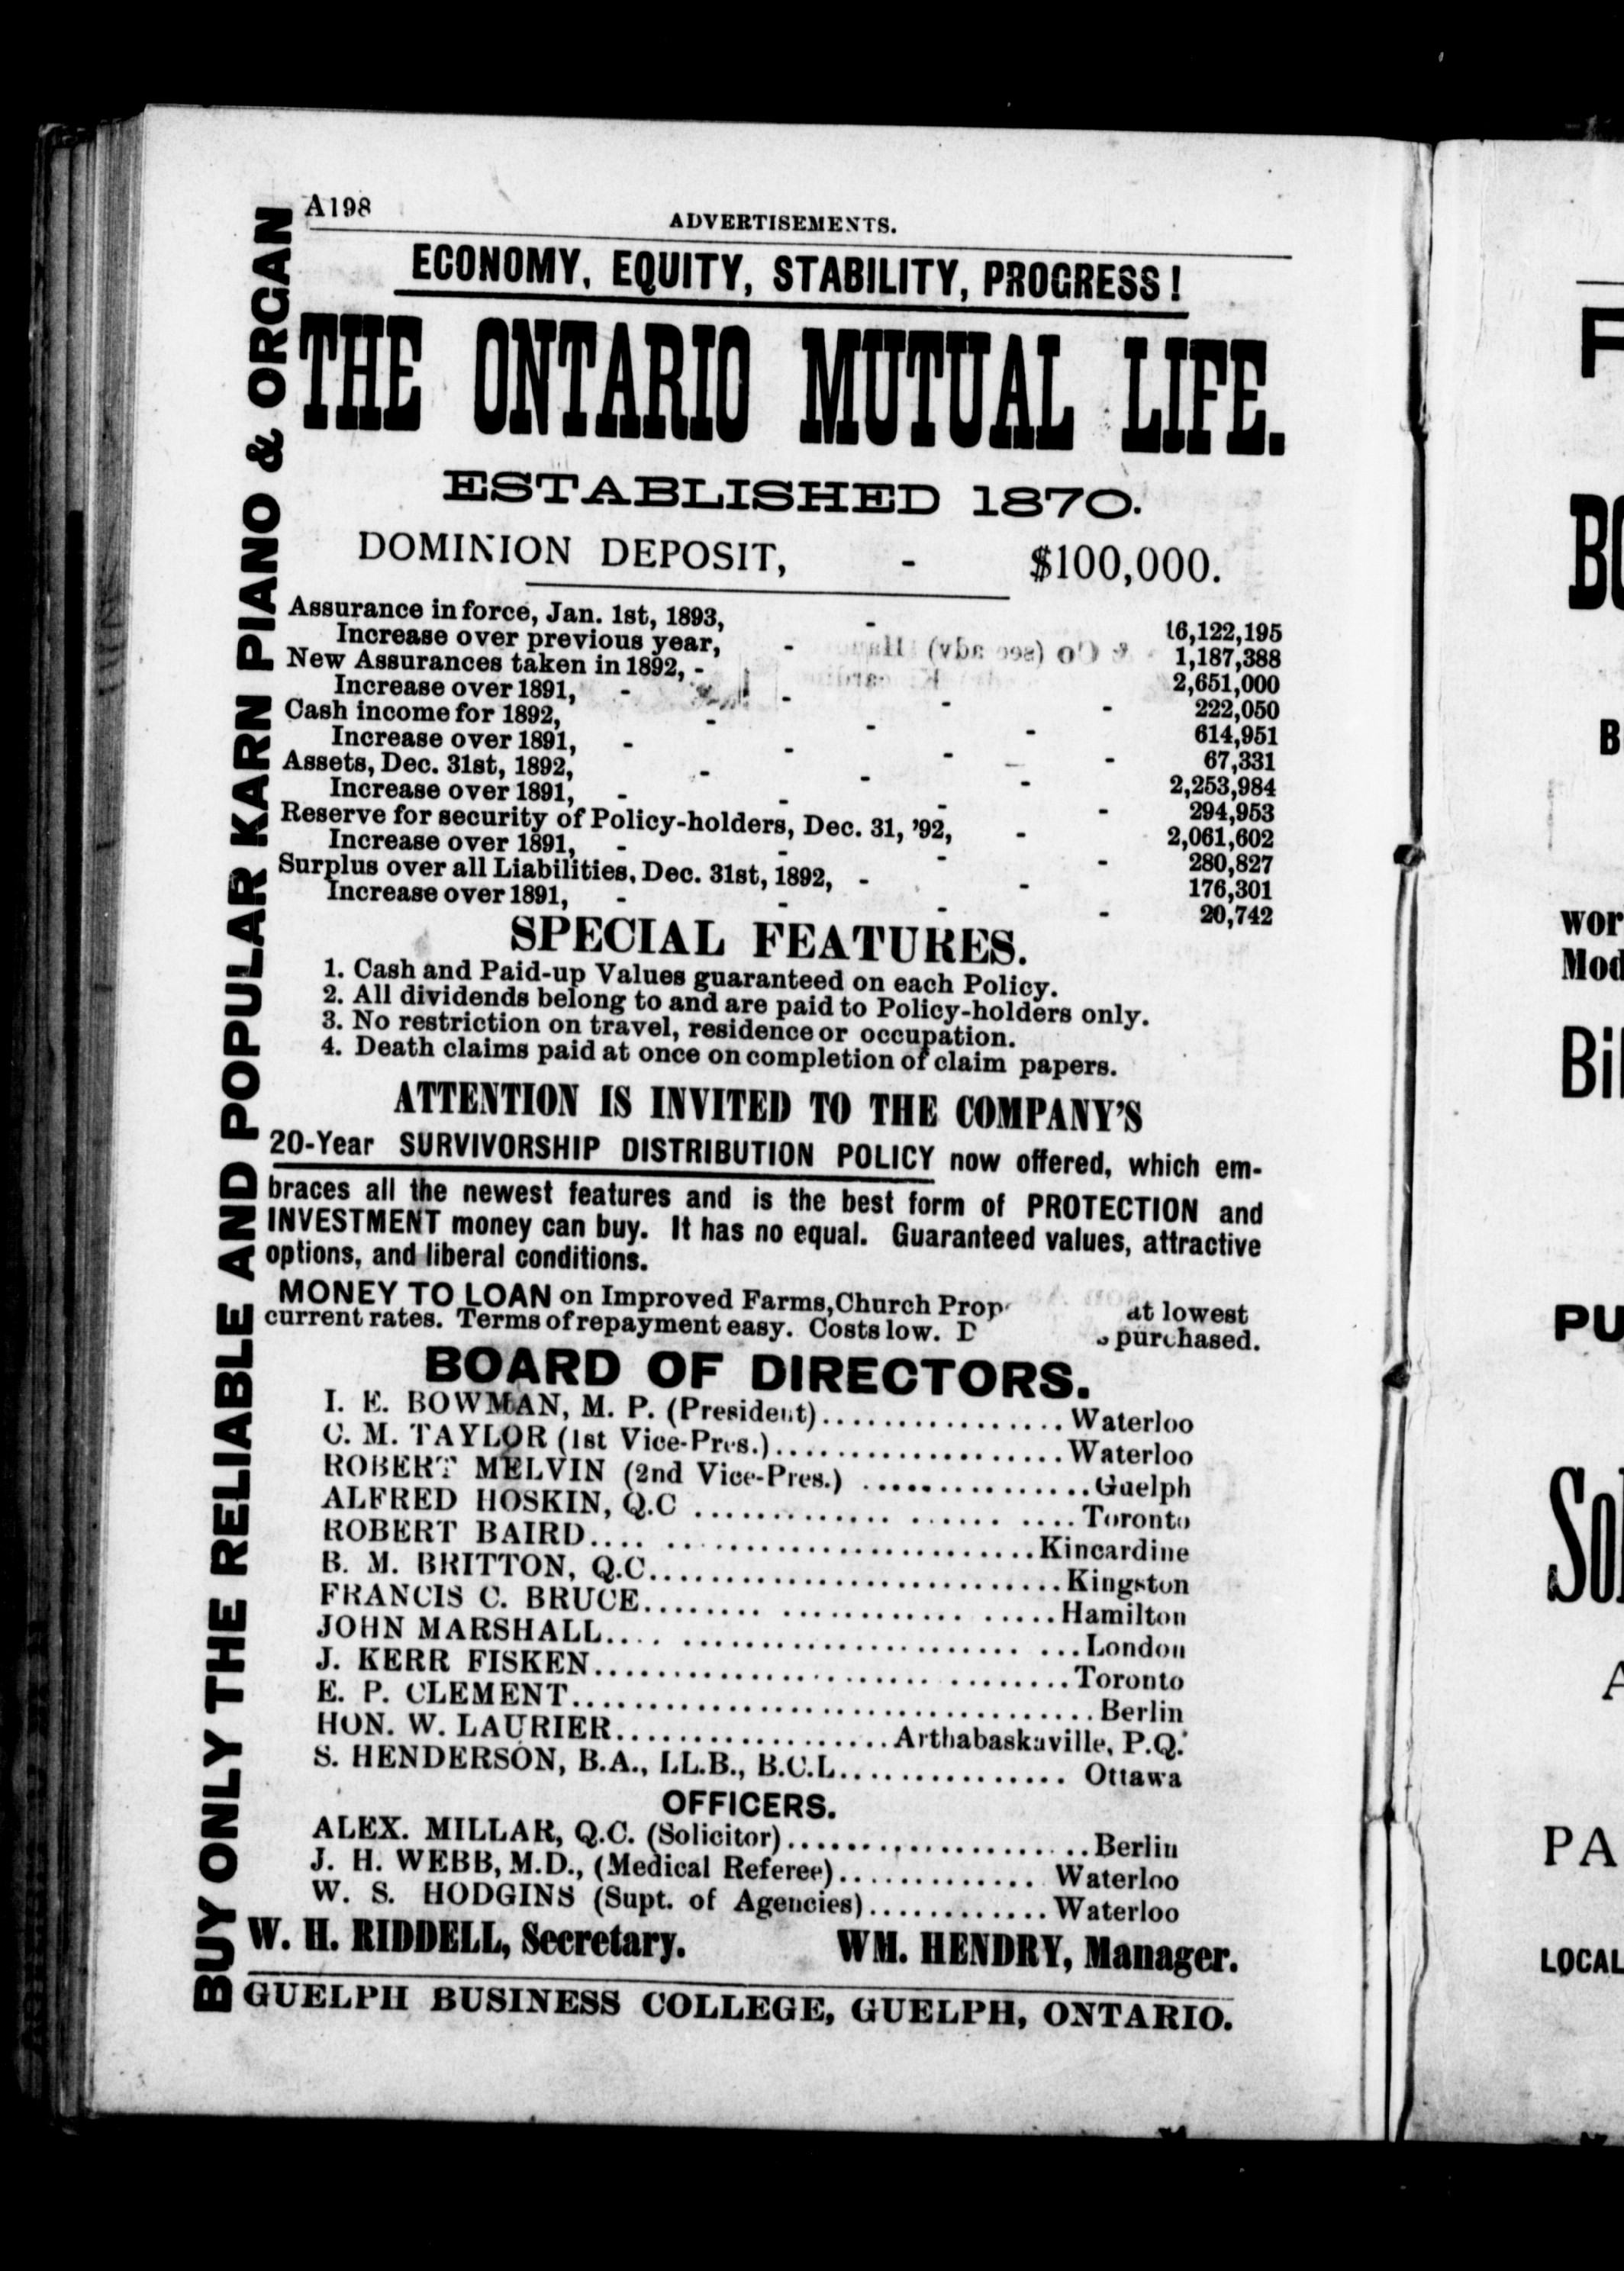 A198
ADVERTISEMENTS.
BUY ONLY THE RELIABLE AND POPULAR KARN PIANO & ORGAN
ECONOMY, EQUITY, STABILITY, PROGRESS!
THE ONTARIO MUTUAL LIFE.
ESTABLISHED 1870.
DOMINION DEPOSIT, - $100,000.
Assurance in force, Jan. 1st, 1893, - 16,122,195
Increase over previous year, - 1,187,388
New Assurances taken in 1892, - 2,651,000
Increase over 1891, - - - - 222,050
Cash income for 1892, - - - 614,951
Increase over 1891, - - - - 67,331
Assets, Dec. 31st, 1892, - - - 2,253,984
Increase over 1891, - - - - 294,953
Reserve for security of Policy-holders, Dec. 31, '92, - 2,061,602
Increase over 1891, - - - - 280,827
Surplus over all Liabilities, Dec. 31st, 1892, - - 176,301
Increase over 1891, - - - - 20,742
SPECIAL FEATURES.
1. Cash and Paid-up Values guaranteed on each Policy.
2. All dividends belong to and are paid to Policy-holders only.
3. No restriction on travel, residence or occupation.
4. Death claims paid at once on completion of claim papers.
ATTENTION IS INVITED TO THE COMPANY'S
20-Year SURVIVORSHIP DISTRIBUTION POLICY now offered, which em-
braces all the newest features and is the best form of PROTECTION and
INVESTMENT money can buy. It has no equal. Guaranteed values, attractive
options, and liberal conditions.
MONEY TO LOAN on Improved Farms, Church Prop at lowest
current rates. Terms of repayment easy. Costs low. purchased.
BOARD OF DIRECTORS.
I. E. BOWMAN, M. P. (President)................Waterloo
C. M. TAYLOR (1st Vice-Pres.)...................Waterloo
ROBERT MELVIN (2nd Vice-Pres.) ...............Guelph
ALFRED HOSKIN, Q.C ............. ...... ....Toronto
ROBERT BAIRD.... .........................Kincardine
B. M. BRITTON, Q.C............................Kingston
FRANCIS C. BRUCE........ ............ .....Hamilton
JOHN MARSHALL.... ...................... ...London
J. KERR FISKEN...............................Toronto
E. P. CLEMENT..................................Berlin
HON. W. LAURIER..................Arthabaskaville, P.Q.
S. HENDERSON, B.A., LL.B., B.C.L............... Ottawa
OFFICERS.
ALEX. MILLAR, Q.C. (Solicitor)....................Berlin
J. H. WEBB, M.D., (Medical Referee)............. Waterloo
W. S. HODGINS (Supt. of Agencies)............Waterloo
W. H. RIDDELL, Secretary. WM. HENDRY, Manager.
GUELPH BUSINESS COLLEGE, GUELPH, ONTARIO.
F
BO
B
wor
Mod
Bil
PU
Sol
A
PA
LOCAL